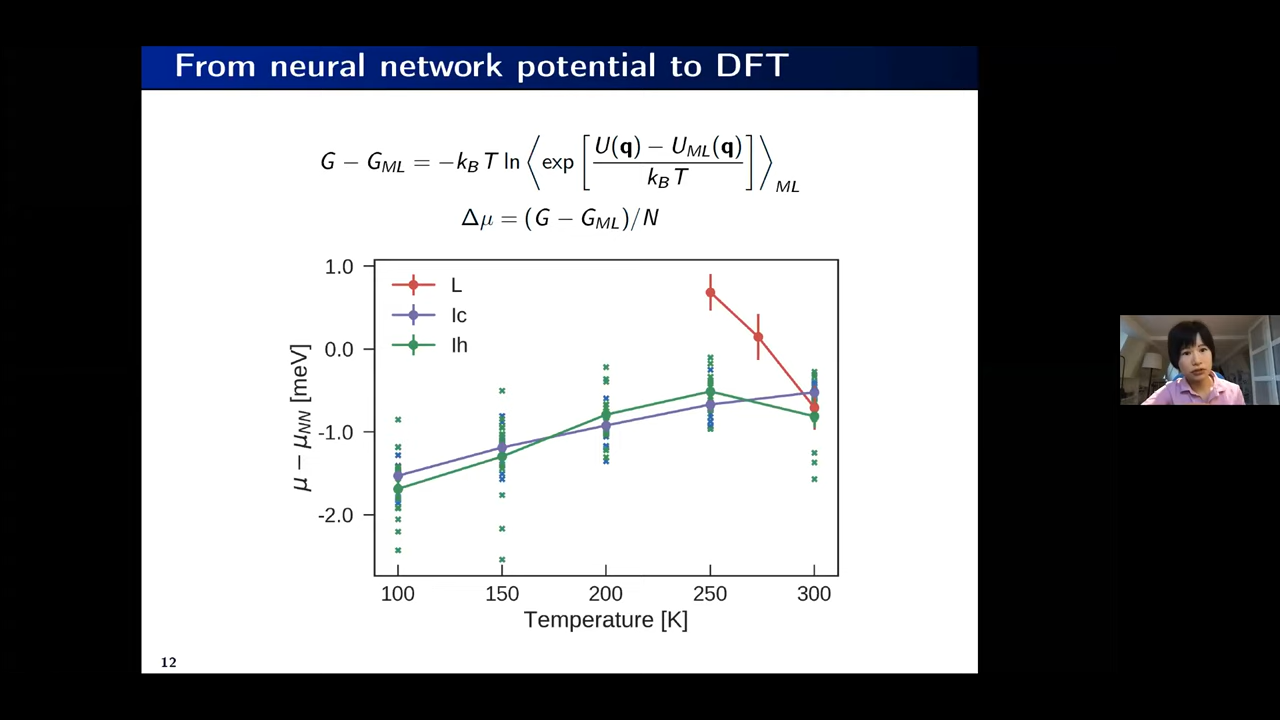 From neural network potential to DFT
G − G_ML = −k_B T ln ⟨exp [ (U(q) − U_ML(q)) / (k_B T) ]⟩_ML
Δμ = (G − G_ML)/N
1.0
0.0
-1.0
-2.0
μ − μ_NN [meV]
L
Ic
Ih
100 150 200 250 300
Temperature [K]
12